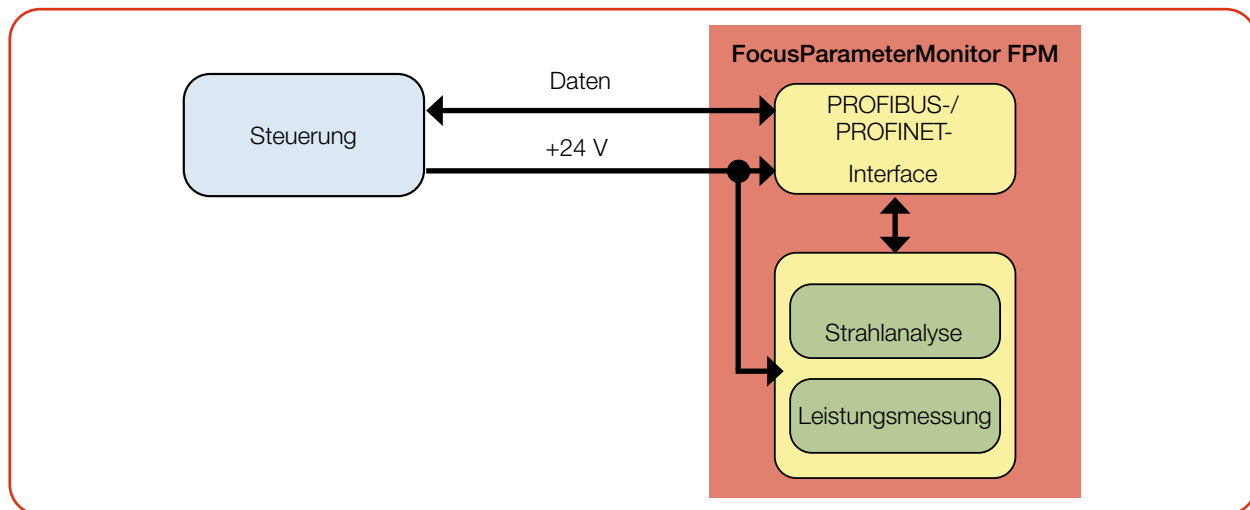 FocusParameterMonitor FPM
Daten
PROFIBUS-/
PROFINET-
Interface
Steuerung
+24 V
Strahlanalyse
Leistungsmessung